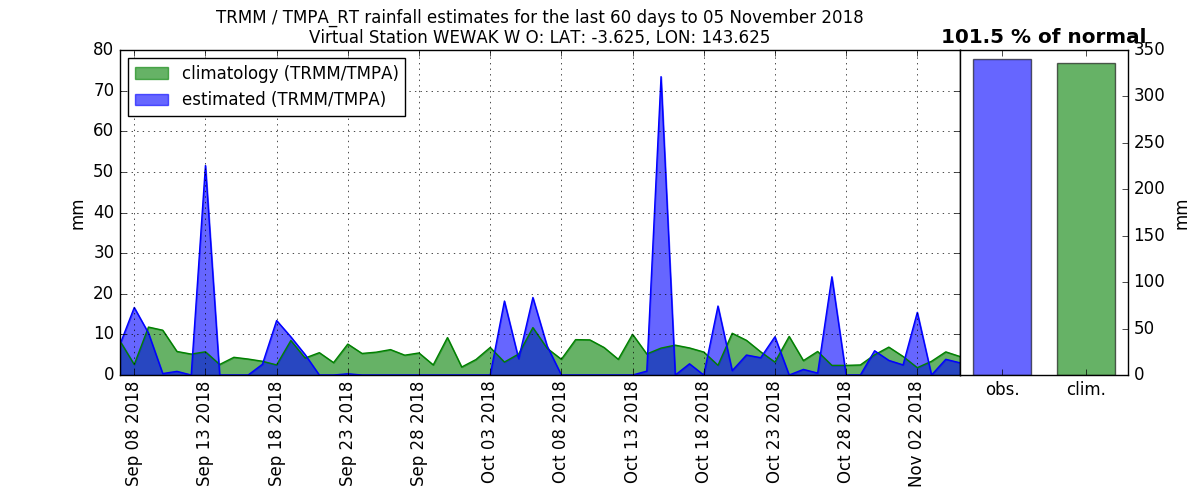 TRMM / TMPA_RT rainfall estimates for the last 60 days to 05 November 2018
Virtual Station WEWAK W O: LAT: -3.625, LON: 143.625
101.5 % of normal
climatology (TRMM/TMPA)
estimated (TRMM/TMPA)
80
70
60
50
40
30
20
10
0
mm
350
300
250
200
150
100
50
0
mm
Sep 08 2018
Sep 13 2018
Sep 18 2018
Sep 23 2018
Sep 28 2018
Oct 03 2018
Oct 08 2018
Oct 13 2018
Oct 18 2018
Oct 23 2018
Oct 28 2018
Nov 02 2018
obs.
clim.